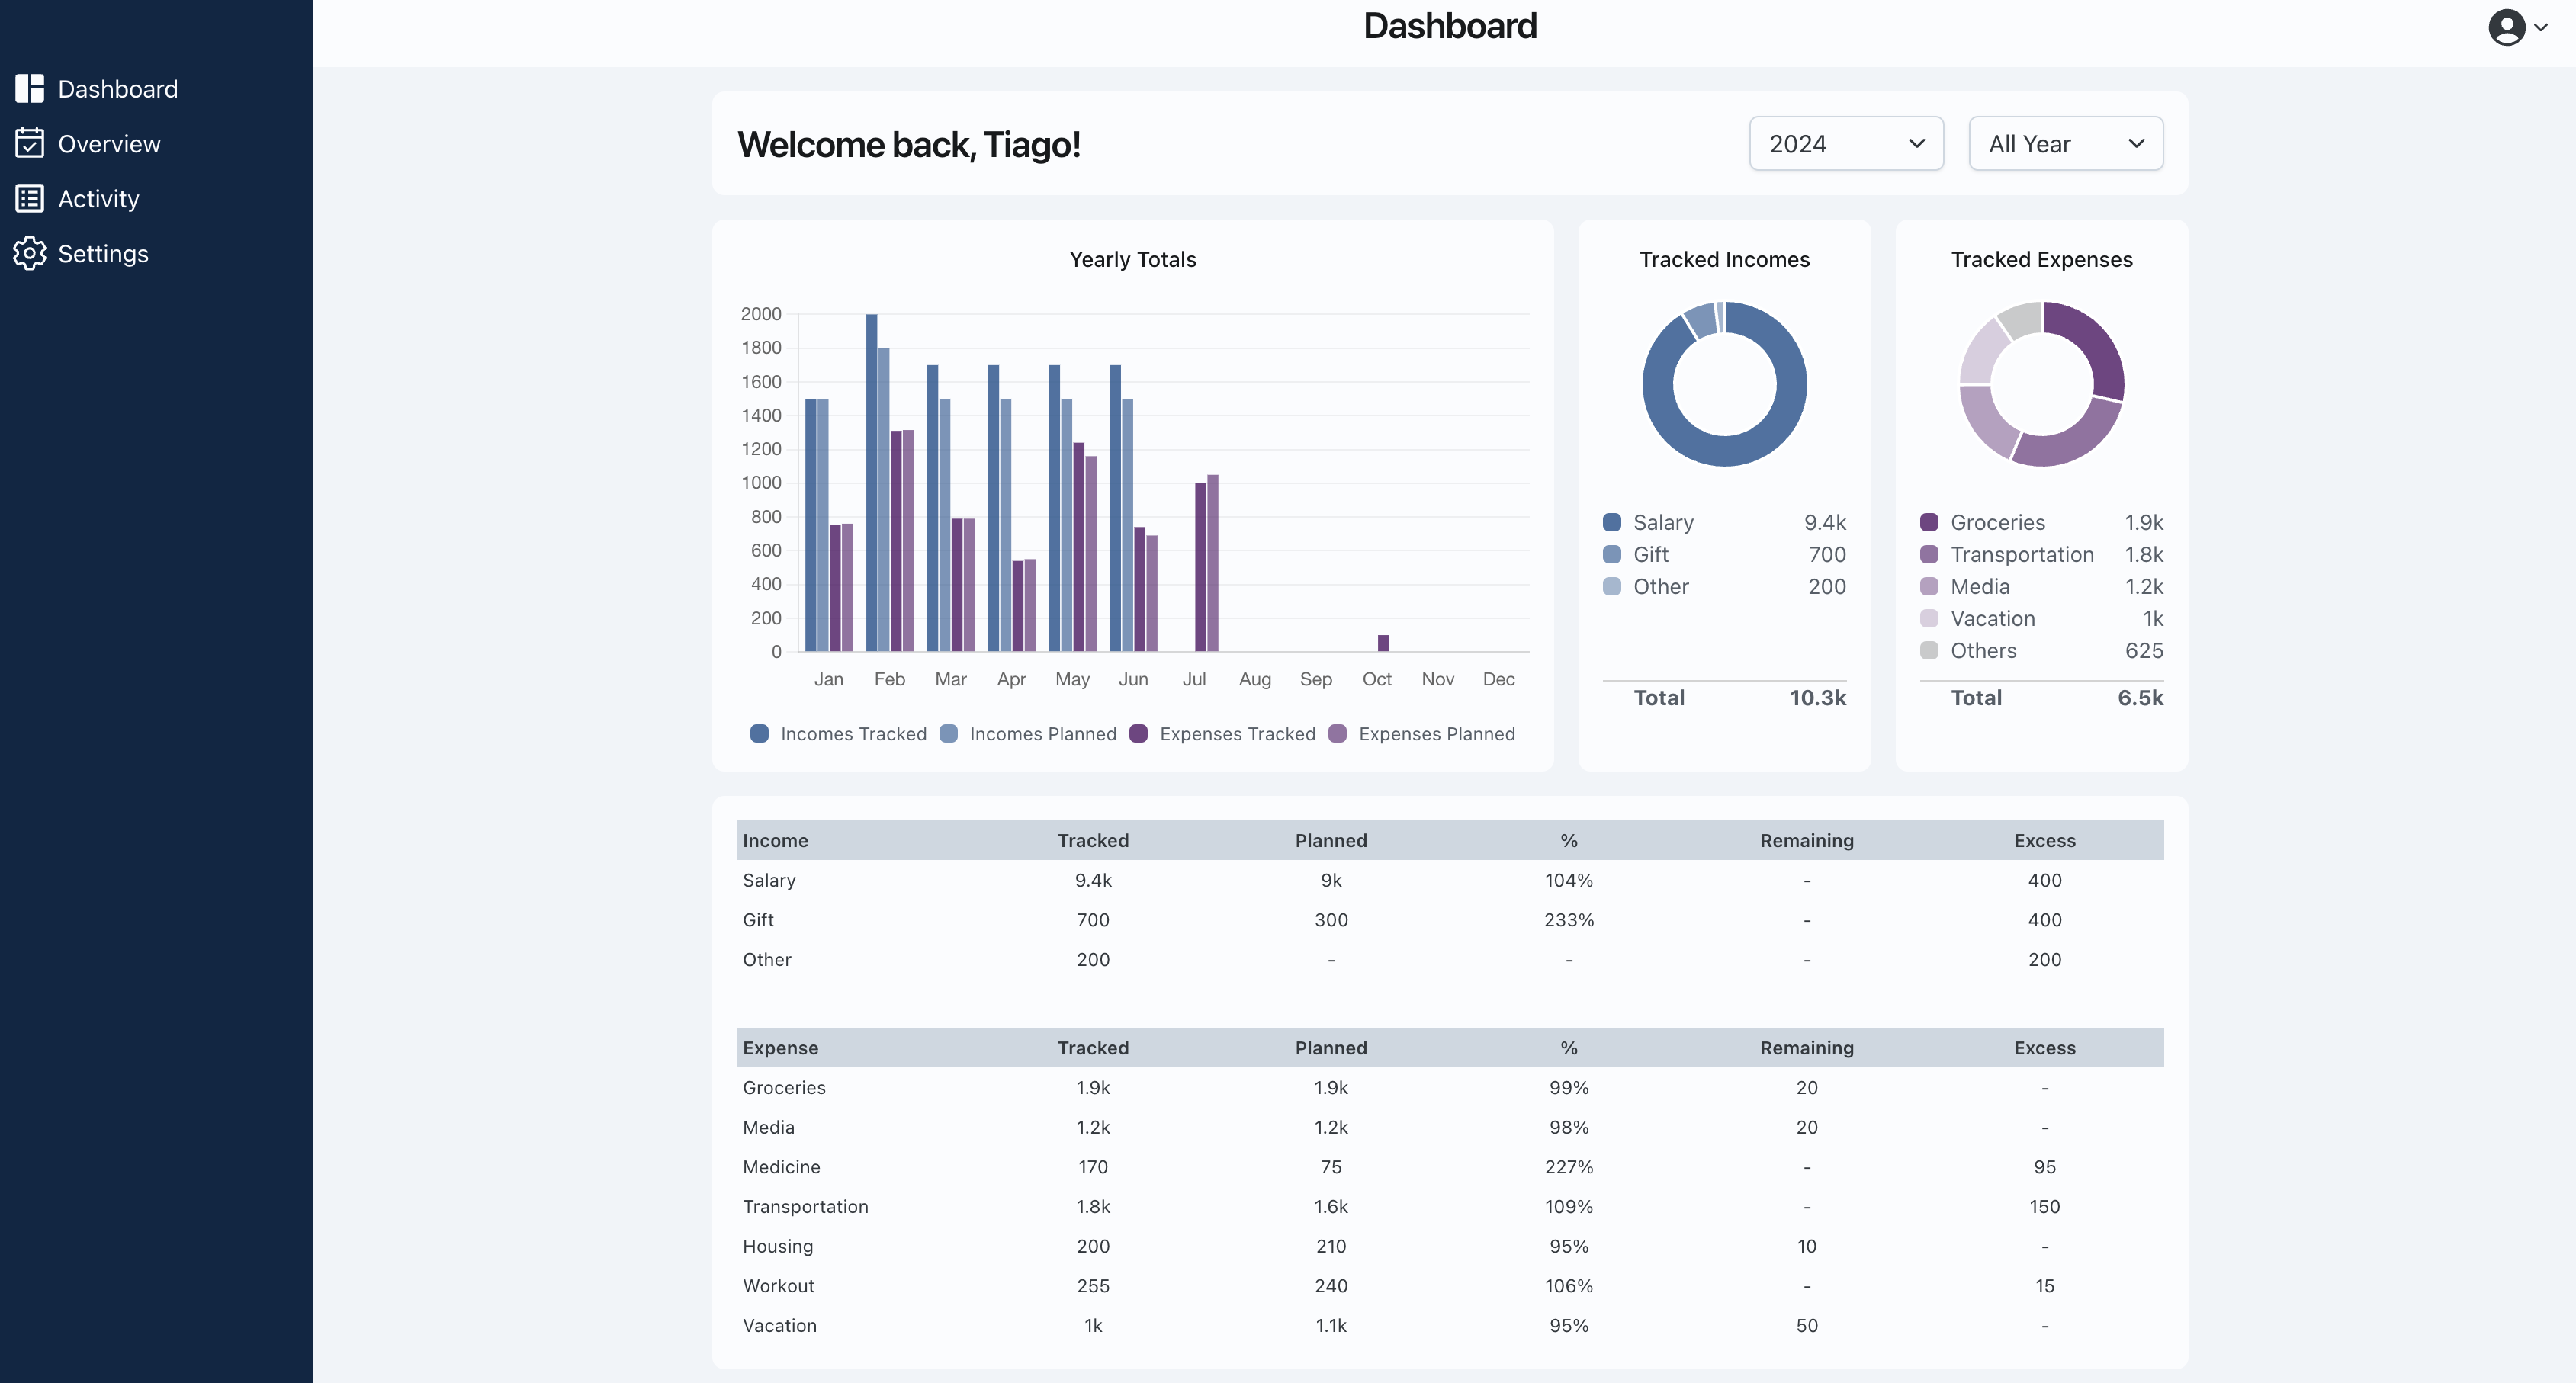 Dashboard
Dashboard
Overview
Activity
Settings
Welcome back, Tiago!
2024
All Year
Yearly Totals
2000
1800
1600
1400
1200
1000
800
600
400
200
0
Jan Feb Mar Apr May Jun Jul Aug Sep Oct Nov Dec
Incomes Tracked Incomes Planned Expenses Tracked Expenses Planned
Tracked Incomes
Salary 9.4k
Gift 700
Other 200
Total 10.3k
Tracked Expenses
Groceries 1.9k
Transportation 1.8k
Media 1.2k
Vacation 1k
Others 625
Total 6.5k
Income Tracked Planned % Remaining Excess
Salary 9.4k 9k 104% - 400
Gift 700 300 233% - 400
Other 200 - - - 200
Expense Tracked Planned % Remaining Excess
Groceries 1.9k 1.9k 99% 20 -
Media 1.2k 1.2k 98% 20 -
Medicine 170 75 227% - 95
Transportation 1.8k 1.6k 109% - 150
Housing 200 210 95% 10 -
Workout 255 240 106% - 15
Vacation 1k 1.1k 95% 50 -